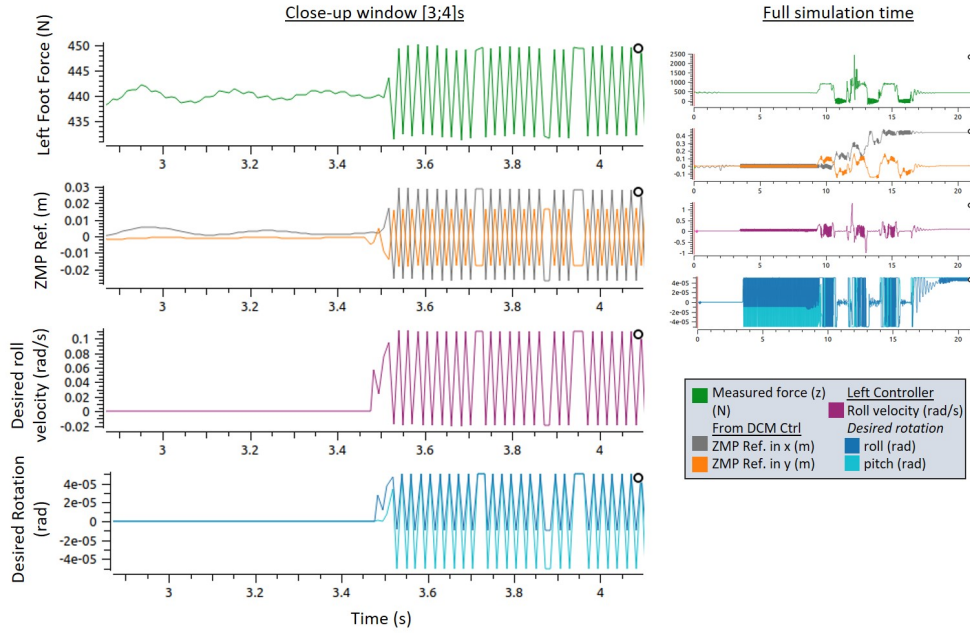 Close-up window [3;4]s
Full simulation time
Left Foot Force (N)
450
445
440
435
3
3.2
3.4
3.6
3.8
4
ZMP Ref. (m)
0.03
0.02
0.01
0
-0.01
-0.02
3
3.2
3.4
3.6
3.8
4
Desired roll
velocity (rad/s)
0.1
0.08
0.06
0.04
0.02
0
-0.02
3
3.2
3.4
3.6
3.8
4
Desired Rotation
(rad)
4e-05
2e-05
0
-2e-05
-4e-05
3
3.2
3.4
3.6
3.8
4
Time (s)
2500
2000
1500
1000
500
0
0
5
10
15
20
0.4
0.3
0.2
0.1
0
-0.1
0
5
10
15
20
1
0.5
0
-0.5
-1
0
5
10
15
20
4e-05
2e-05
0
-2e-05
-4e-05
0
5
10
15
20
Measured force (z)
(N)
From DCM Ctrl
ZMP Ref. in x (m)
ZMP Ref. in y (m)
Left Controller
Roll velocity (rad/s)
Desired rotation
roll (rad)
pitch (rad)